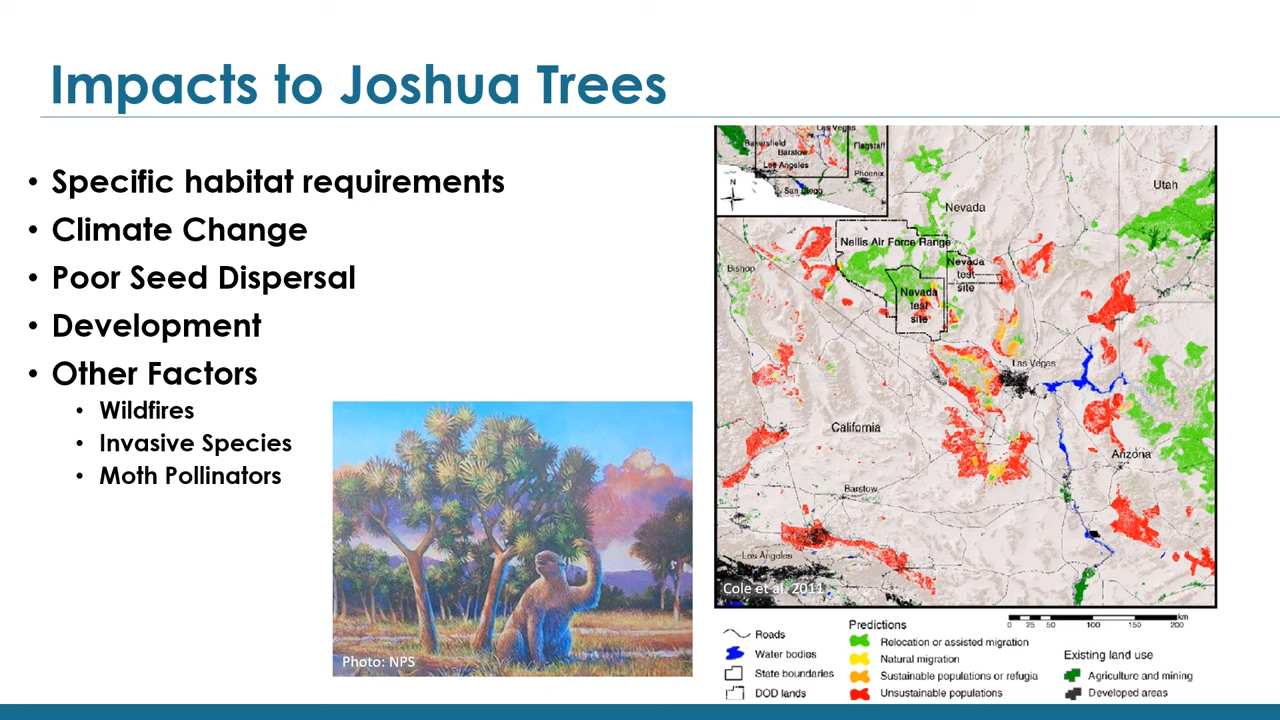 Impacts to Joshua Trees
• Specific habitat requirements
• Climate Change
• Poor Seed Dispersal
• Development
• Other Factors
• Wildfires
• Invasive Species
• Moth Pollinators
Photo: NPS
Las Vegas
Bakersfield
Flagstaff
Barstow
Los Angeles
Phoenix
N
San Diego
Utah
Nevada
Nellis Air Force Range
Bishop
Nevada
test
site
Nevada
test
site
Las Vegas
California
Arizona
Barstow
Los Angeles
Cole et al. 2011
km
0 25 50 100 150 200
Roads
Water bodies
State boundaries
DOD lands
Predictions
Relocation or assisted migration
Natural migration
Sustainable populations or refugia
Unsustainable populations
Existing land use
Agriculture and mining
Developed areas